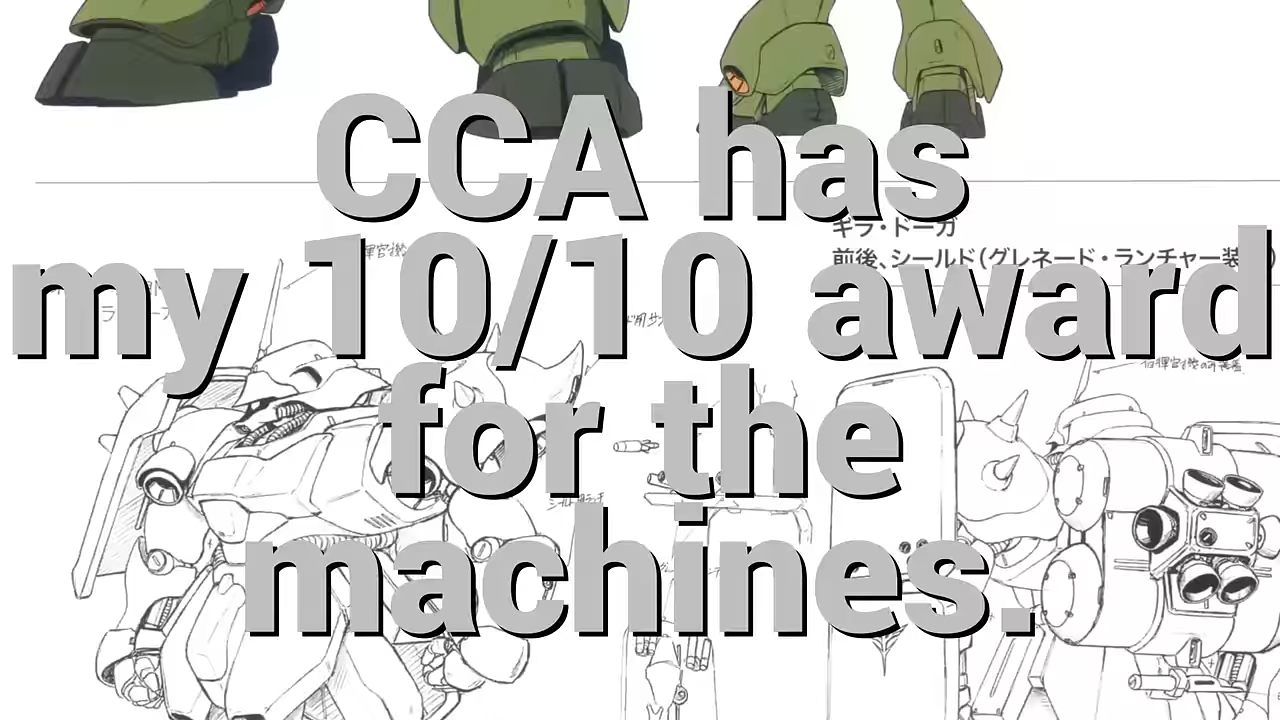 CCA has
ギラ・ドーガ
my 10/10 award
前後、シールド(グレネード・ランチャー装
for the
machines.